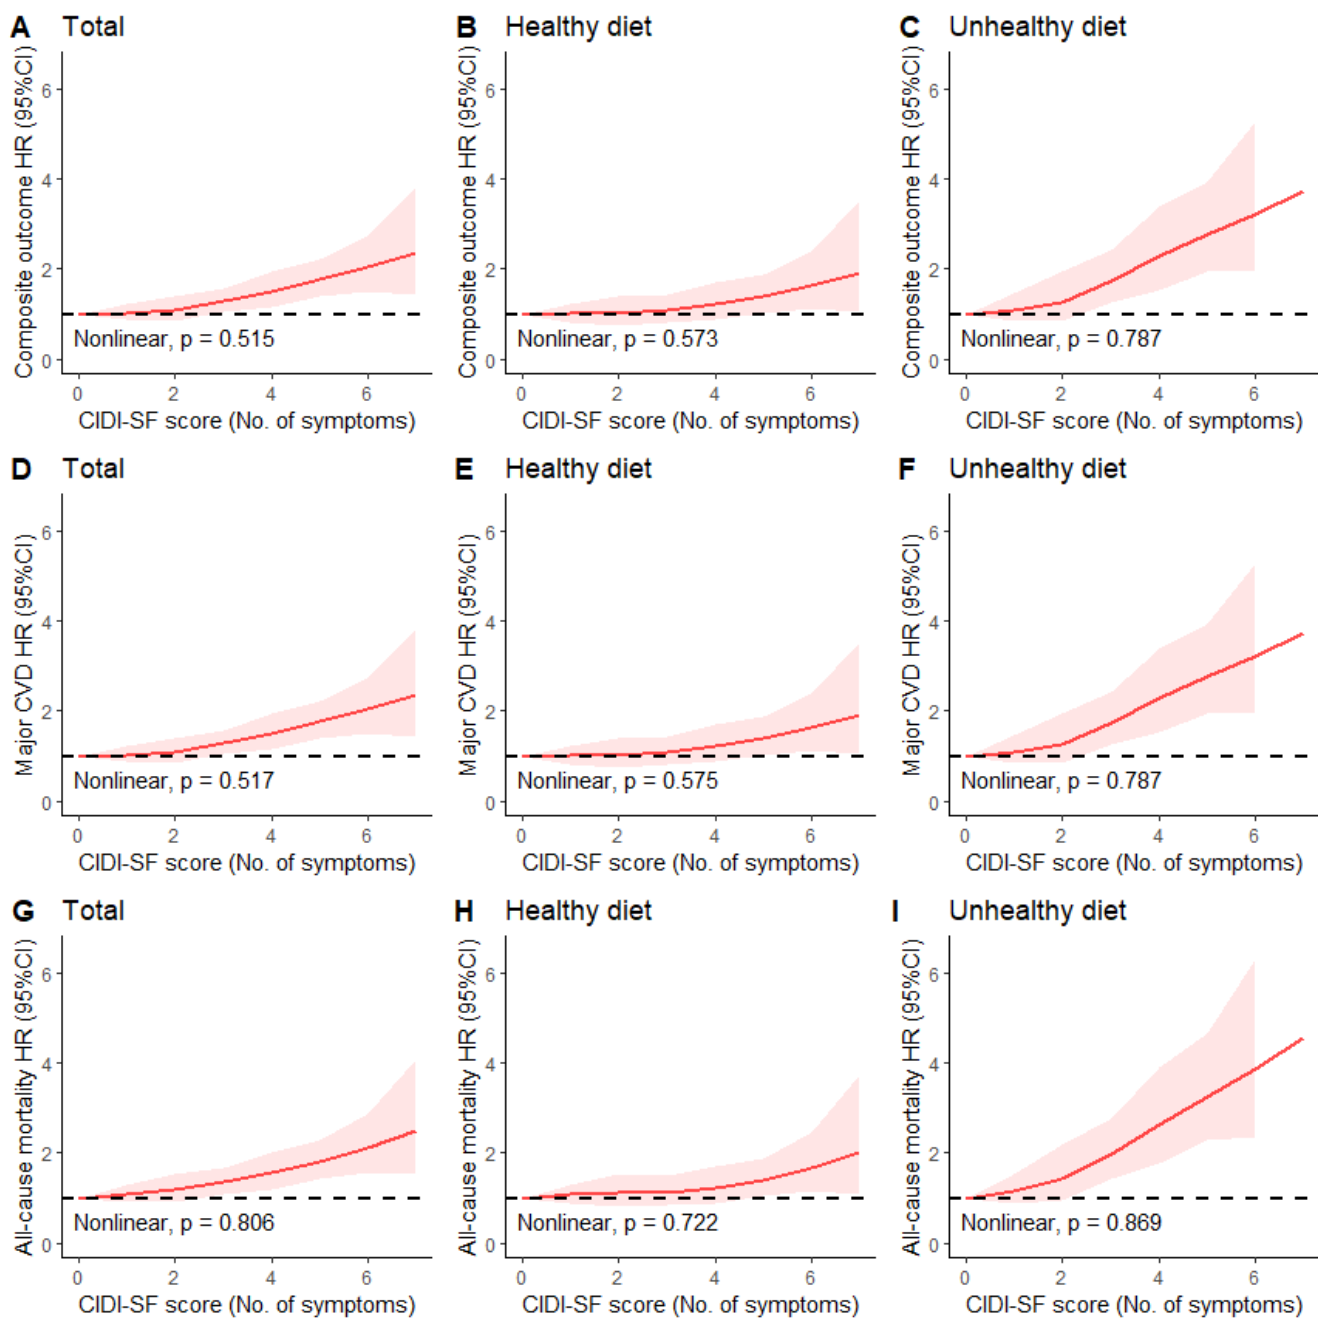 A Total
Composite outcome HR (95%CI)
6
4
2
0
Nonlinear, p = 0.515
0 2 4 6
CIDI-SF score (No. of symptoms)
B Healthy diet
Composite outcome HR (95%CI)
6
4
2
0
Nonlinear, p = 0.573
0 2 4 6
CIDI-SF score (No. of symptoms)
C Unhealthy diet
Composite outcome HR (95%CI)
6
4
2
0
Nonlinear, p = 0.787
0 2 4 6
CIDI-SF score (No. of symptoms)
D Total
Major CVD HR (95%CI)
6
4
2
0
Nonlinear, p = 0.517
0 2 4 6
CIDI-SF score (No. of symptoms)
E Healthy diet
Major CVD HR (95%CI)
6
4
2
0
Nonlinear, p = 0.575
0 2 4 6
CIDI-SF score (No. of symptoms)
F Unhealthy diet
Major CVD HR (95%CI)
6
4
2
0
Nonlinear, p = 0.787
0 2 4 6
CIDI-SF score (No. of symptoms)
G Total
All-cause mortality HR (95%CI)
6
4
2
0
Nonlinear, p = 0.806
0 2 4 6
CIDI-SF score (No. of symptoms)
H Healthy diet
All-cause mortality HR (95%CI)
6
4
2
0
Nonlinear, p = 0.722
0 2 4 6
CIDI-SF score (No. of symptoms)
I Unhealthy diet
All-cause mortality HR (95%CI)
6
4
2
0
Nonlinear, p = 0.869
0 2 4 6
CIDI-SF score (No. of symptoms)